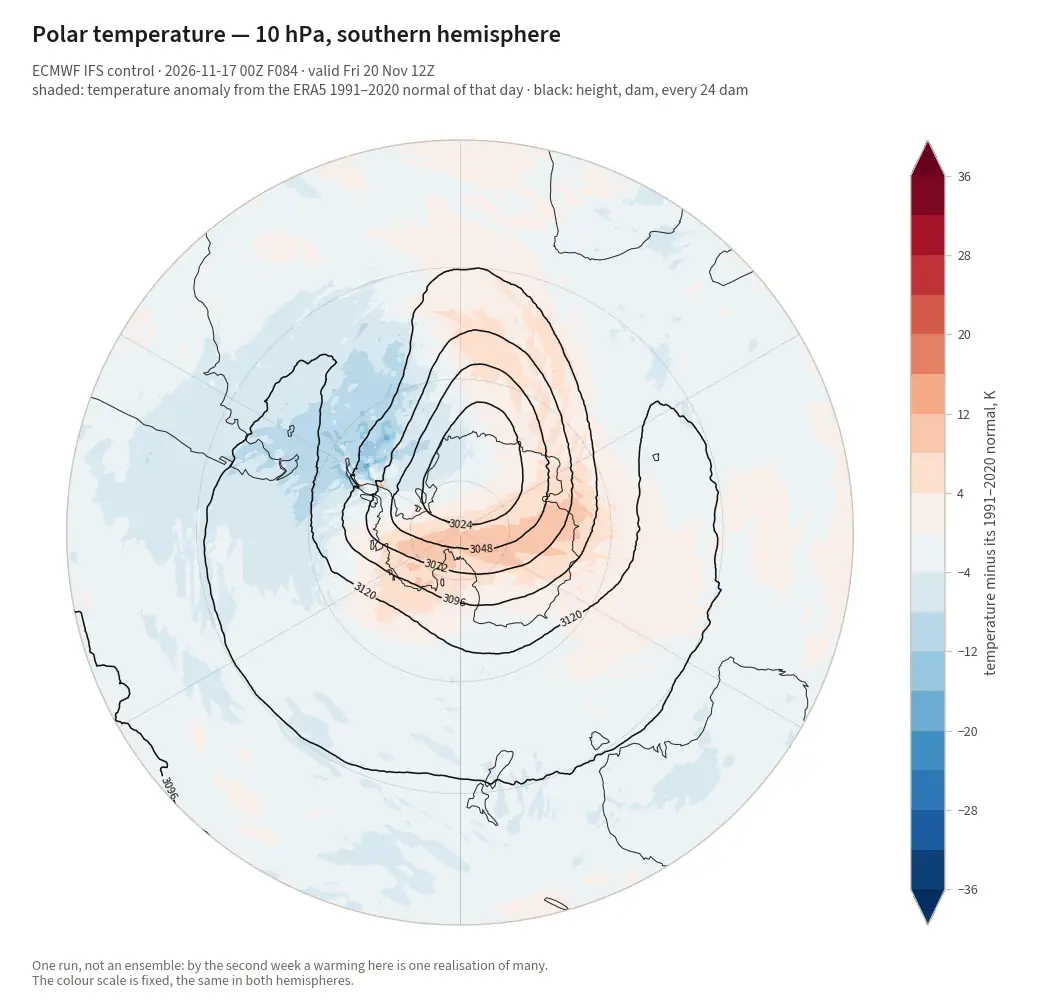 Polar temperature — 10 hPa, southern hemisphere
ECMWF IFS control · 2026-11-17 00Z F084 · valid Fri 20 Nov 12Z
shaded: temperature anomaly from the ERA5 1991–2020 normal of that day · black: height, dam, every 24 dam
36
28
20
12
4
−4
−12
−20
−28
−36
temperature minus its 1991–2020 normal, K
3024
3048
3072
3096
3120
3120
3096
One run, not an ensemble: by the second week a warming here is one realisation of many.
The colour scale is fixed, the same in both hemispheres.